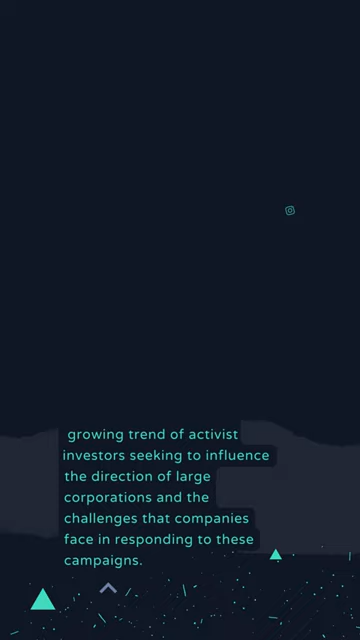 growing trend of activist
investors seeking to influence
the direction of large
corporations and the
challenges that companies
face in responding to these
campaigns.